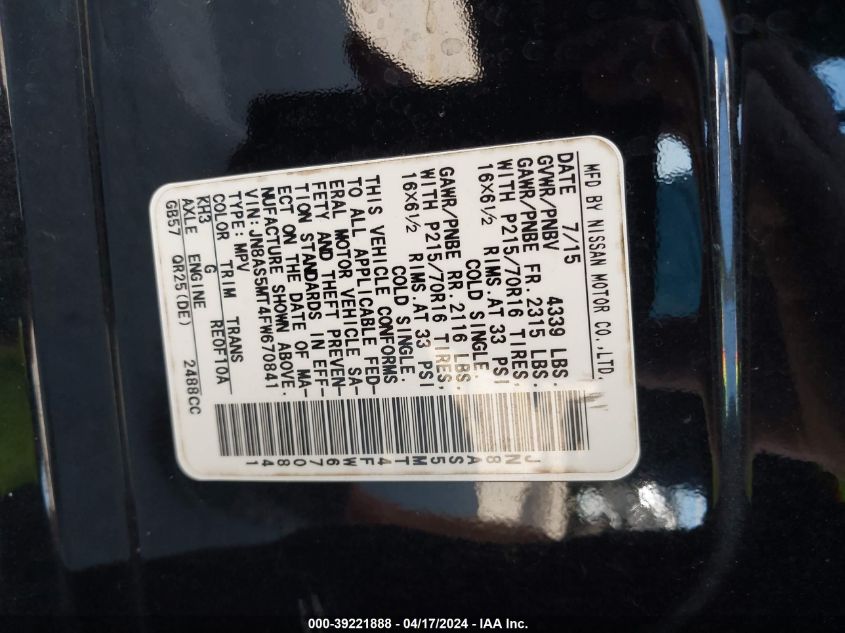 MFD BY NISSAN MOTOR CO.,LTD.
DATE 7/15
GVWR/PNBV 4339 LBS.
GAWR/PNBE FR. 2315 LBS.
WITH P215/70R16 TIRES,
16X6½ RIMS.AT 33 PSI
COLD SINGLE.
GAWR/PNBE RR. 2116 LBS.
WITH P215/70R16 TIRES,
16X6½ RIMS.AT 33 PSI
COLD SINGLE.
THIS VEHICLE CONFORMS
TO ALL APPLICABLE FED-
ERAL MOTOR VEHICLE SA-
FETY AND THEFT PREVEN-
TION STANDARDS IN EFF-
ECT ON THE DATE OF MA-
NUFACTURE SHOWN ABOVE.
VIN:JN8AS5MT4FW670841
TYPE:MPV
COLOR TRIM TRANS
KH3 G RE0F10A
AXLE ENGINE
GB57 QR25(DE) 2488CC
JN8AS5MT4FW670841
000-39221888 - 04/17/2024 - IAA Inc.